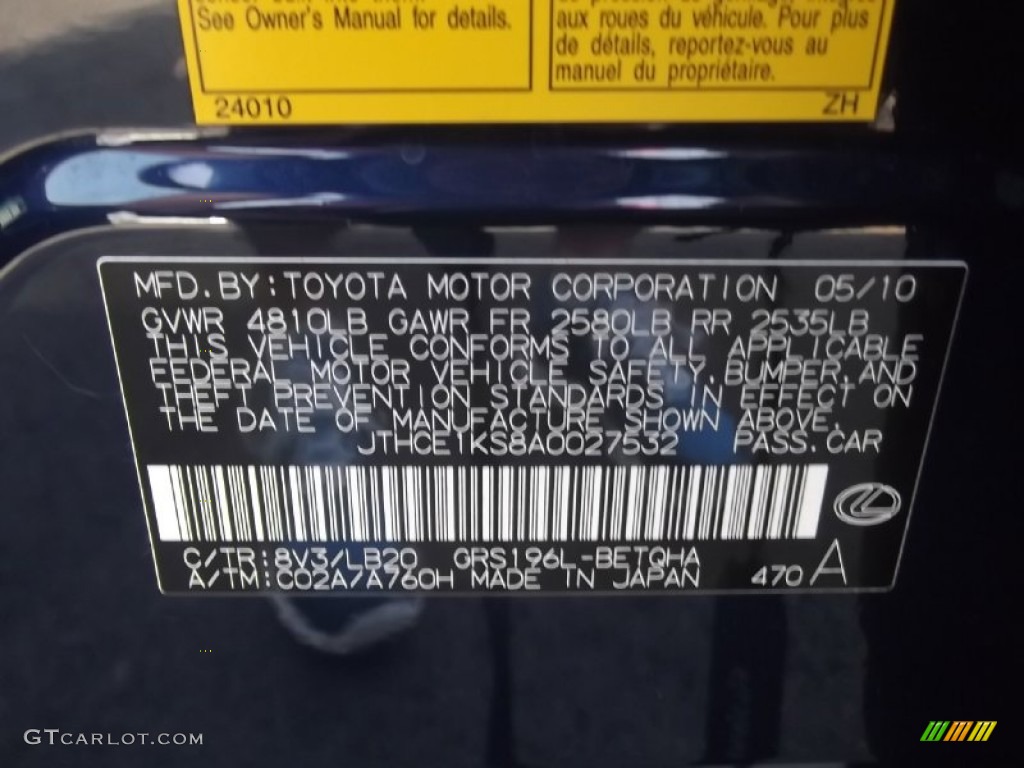 See Owner's Manual for details.
aux roues du véhicule. Pour plus
de détails, reportez-vous au
manuel du propriétaire.
24010 ZH
MFD. BY: TOYOTA MOTOR CORPORATION 05/10
GVWR 4810LB GAWR FR 2580LB RR 2535LB
THIS VEHICLE CONFORMS TO ALL APPLICABLE
FEDERAL MOTOR VEHICLE SAFETY, BUMPER, AND
THEFT PREVENTION STANDARDS IN EFFECT ON
THE DATE OF MANUFACTURE SHOWN ABOVE.
JTHCE1KS8A0027532 PASS. CAR
C/TR: 8V3/LB20 GRS196L-BETQHA
A/TM: C02A/A760H MADE IN JAPAN 470 A
GTCARLOT.COM